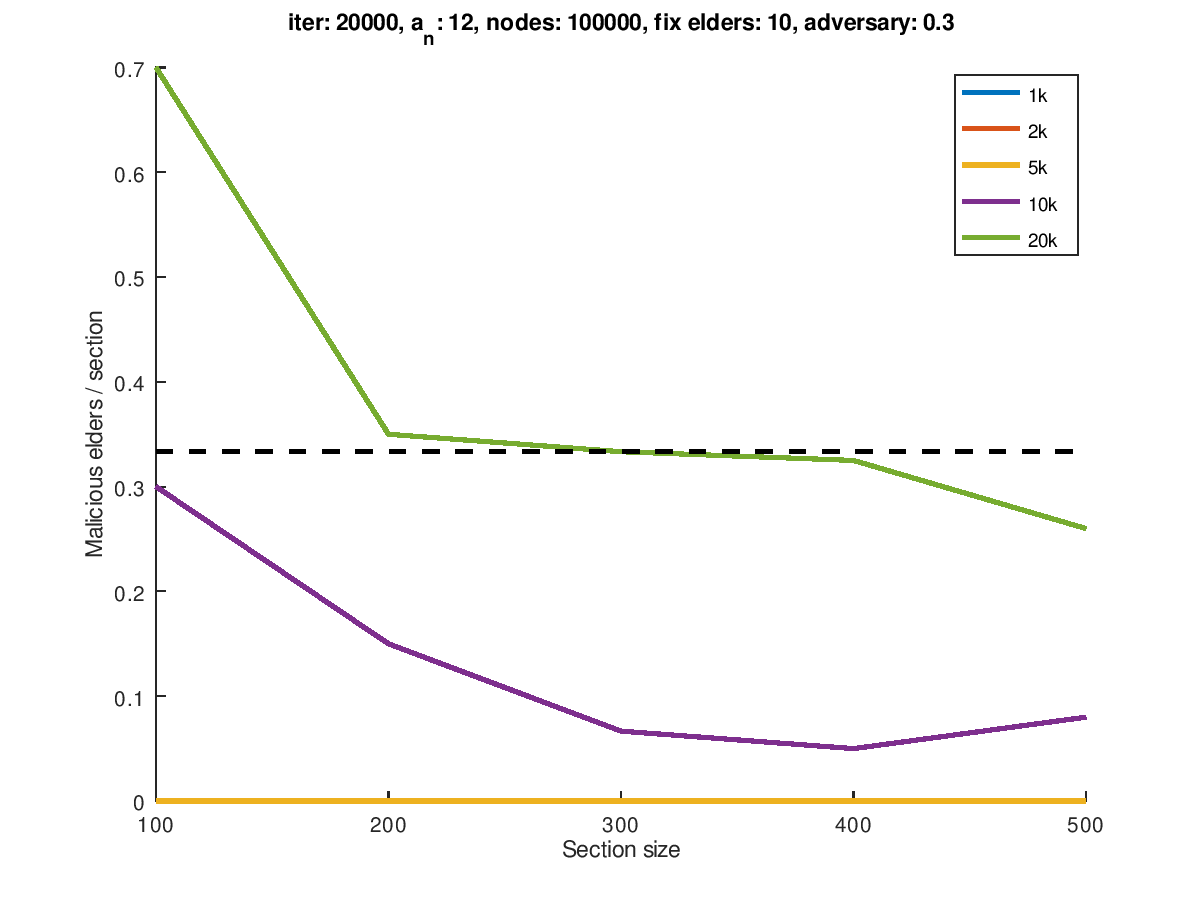 iter: 20000, a_n: 12, nodes: 100000, fix elders: 10, adversary: 0.3
0.7
0.6
0.5
0.4
0.3
0.2
0.1
0
Malicious elders / section
1k
2k
5k
10k
20k
100 200 300 400 500
Section size